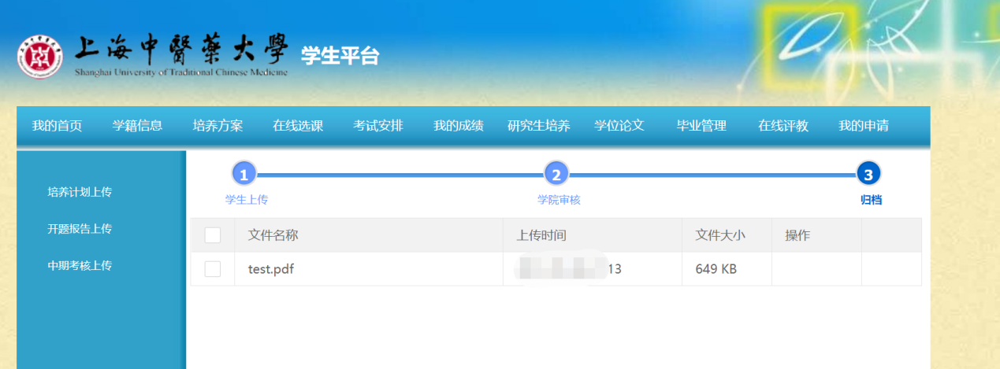 上海中醫藥大學 学生平台
Shanghai University of Traditional Chinese Medicine
我的首页 学籍信息 培养方案 在线选课 考试安排 我的成绩 研究生培养 学位论文 毕业管理 在线评教 我的申请
1 2 3
学生上传 学院审核 归档
培养计划上传
开题报告上传
中期考核上传
文件名称 上传时间 文件大小 操作
test.pdf 13 649 KB